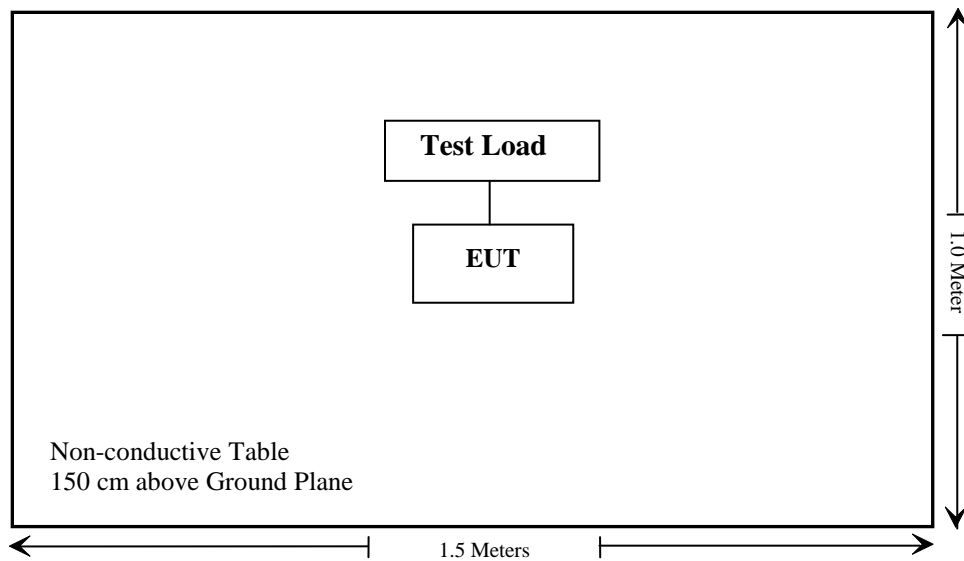 Test Load
EUT
1.0 Meter
Non-conductive Table
150 cm above Ground Plane
1.5 Meters